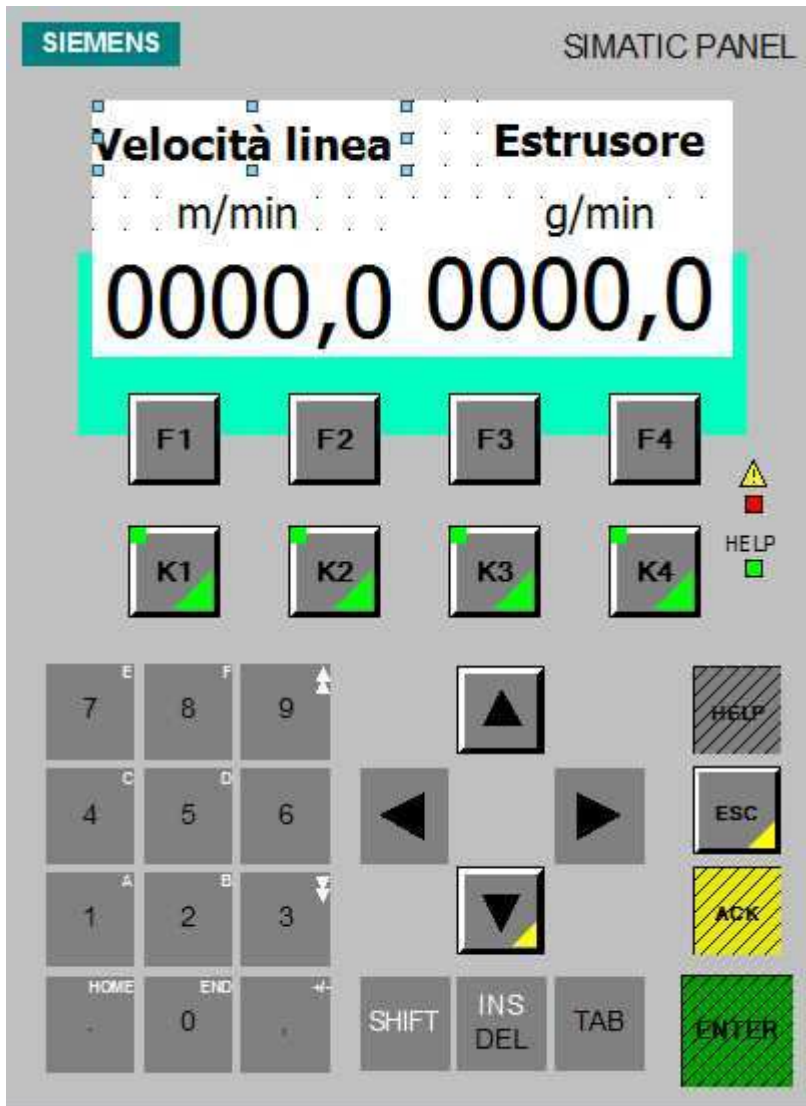 SIEMENS SIMATIC PANEL
Velocità linea Estrusore
m/min g/min
0000,0 0000,0
F1 F2 F3 F4
K1 K2 K3 K4
HELP
E F
7 8 9 HELP
C D
4 5 6 ESC
A B
1 2 3 ACK
HOME END +/-
. 0 , SHIFT INS DEL TAB ENTER